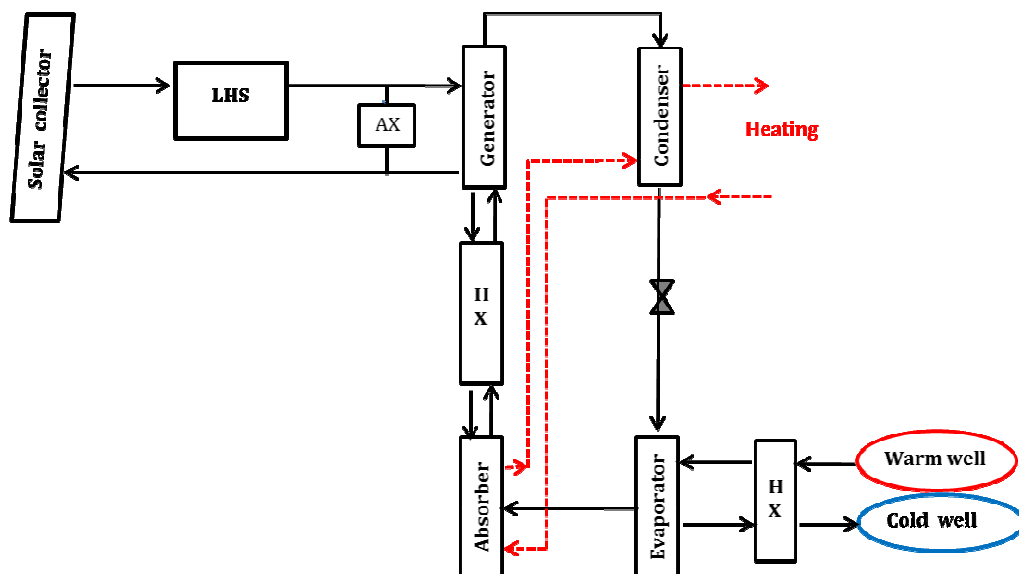 Solar collector
LHS
AX
Generator
Condenser
Heating
H
X
Absorber
Evaporator
H
X
Warm well
Cold well